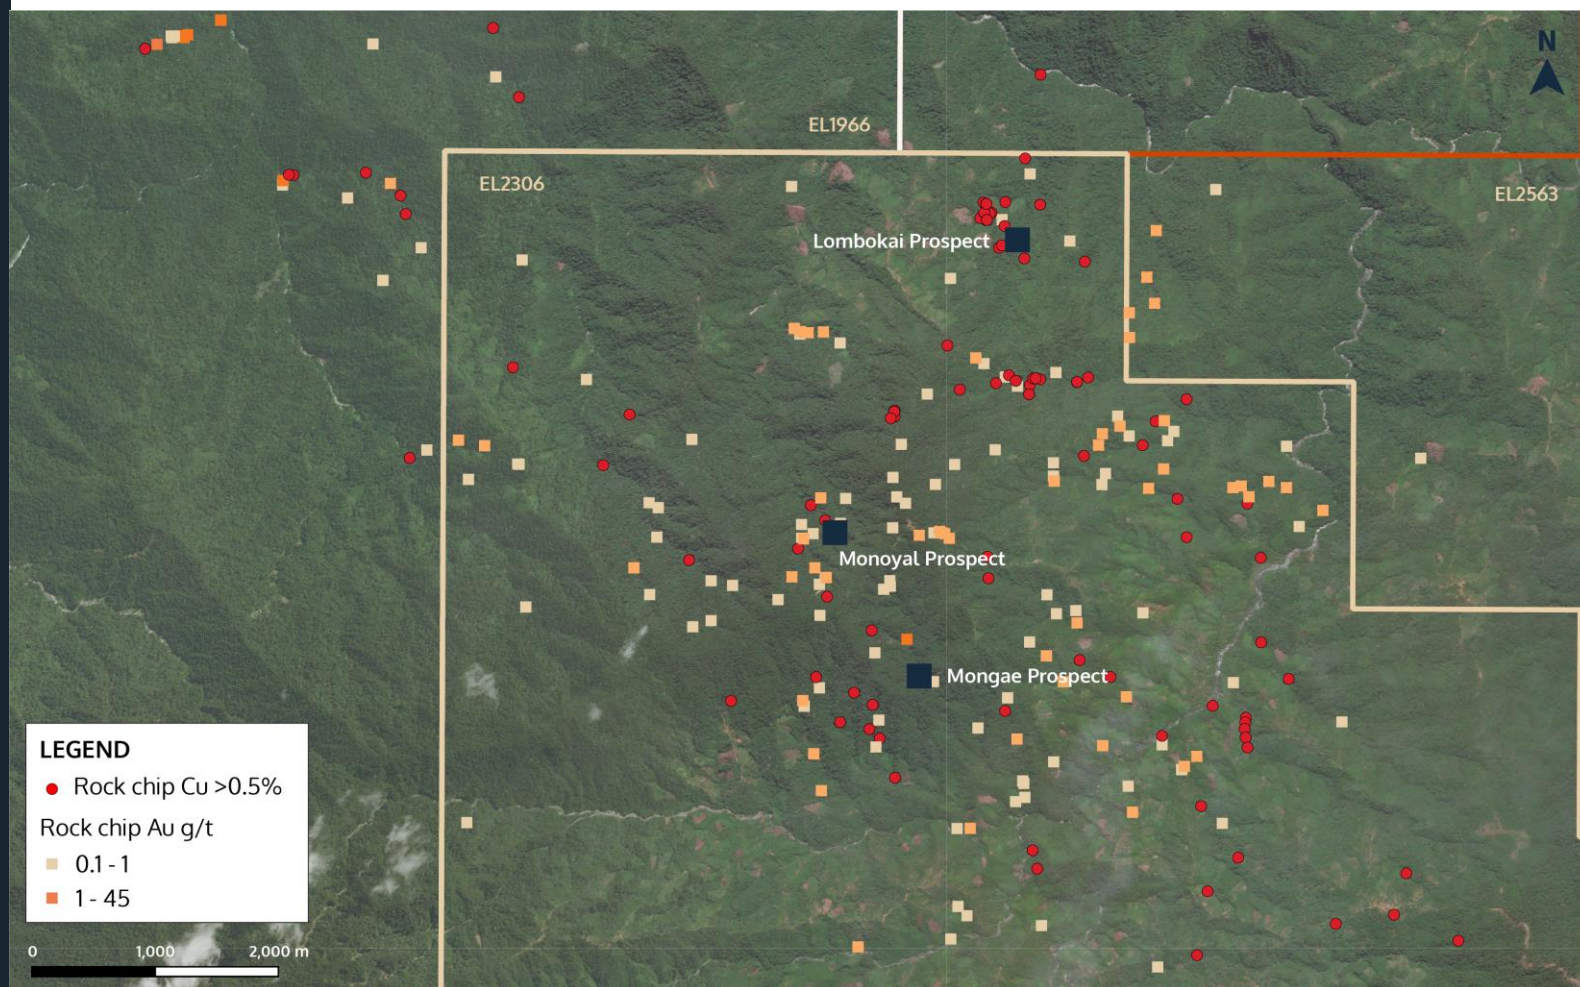 N
EL1966
EL2306
EL2563
Lombokai Prospect
Monoyal Prospect
Mongae Prospect
LEGEND
Rock chip Cu >0.5%
Rock chip Au g/t
0.1 - 1
1 - 45
0 1,000 2,000 m